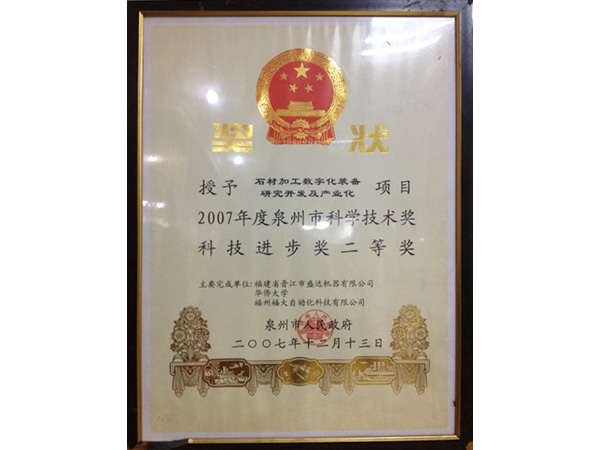 奖 状
授予 石材加工数字化装备 项目
研究开发及产业化
2007年度泉州市科学技术奖
科技进步奖二等奖
主要完成单位:福建省晋江市盛达机器有限公司
华侨大学
福州福大自动化科技有限公司
泉州市人民政府
二〇〇七年十二月十三日